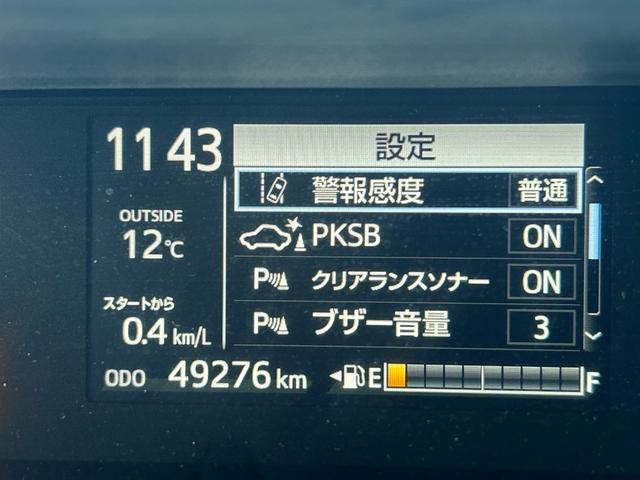 11 43
設定
警報感度 普通
OUTSIDE
12℃
PKSB ON
P クリアランスソナー ON
スタートから
0.4 km/L
P ブザー音量 3
ODO 49276 km
E F